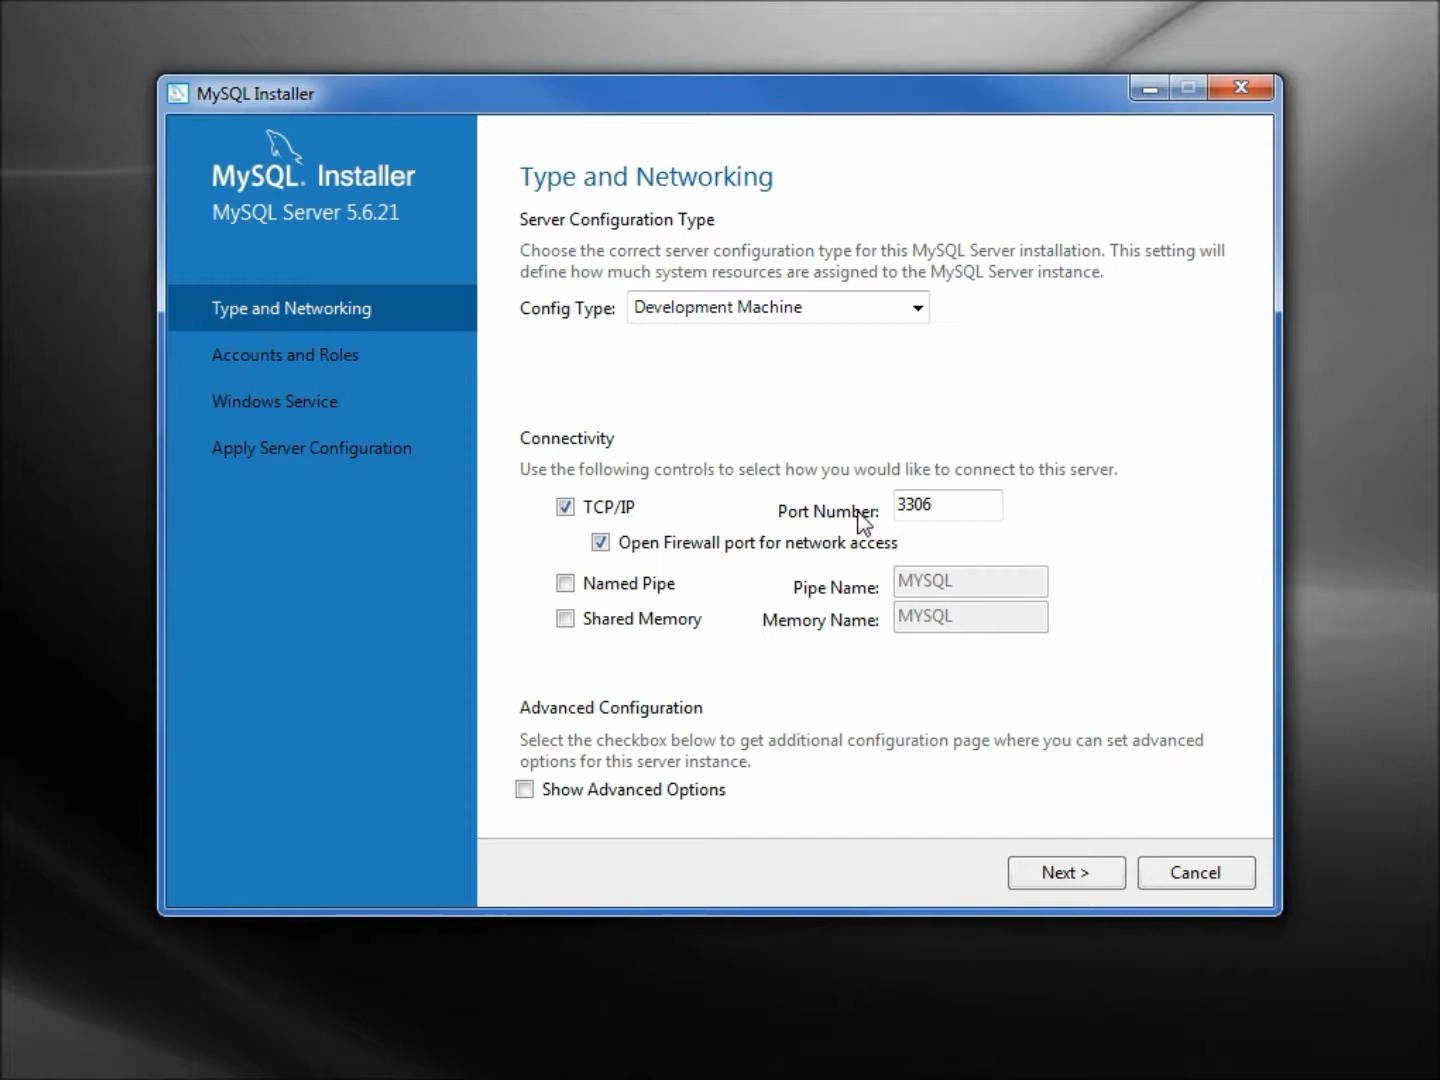 MySQL Installer
MySQL. Installer
MySQL Server 5.6.21
Type and Networking
Accounts and Roles
Windows Service
Apply Server Configuration
Type and Networking
Server Configuration Type
Choose the correct server configuration type for this MySQL Server installation. This setting will
define how much system resources are assigned to the MySQL Server instance.
Config Type: Development Machine
Connectivity
Use the following controls to select how you would like to connect to this server.
TCP/IP Port Number: 3306
Open Firewall port for network access
Named Pipe Pipe Name: MYSQL
Shared Memory Memory Name: MYSQL
Advanced Configuration
Select the checkbox below to get additional configuration page where you can set advanced
options for this server instance.
Show Advanced Options
Next > Cancel